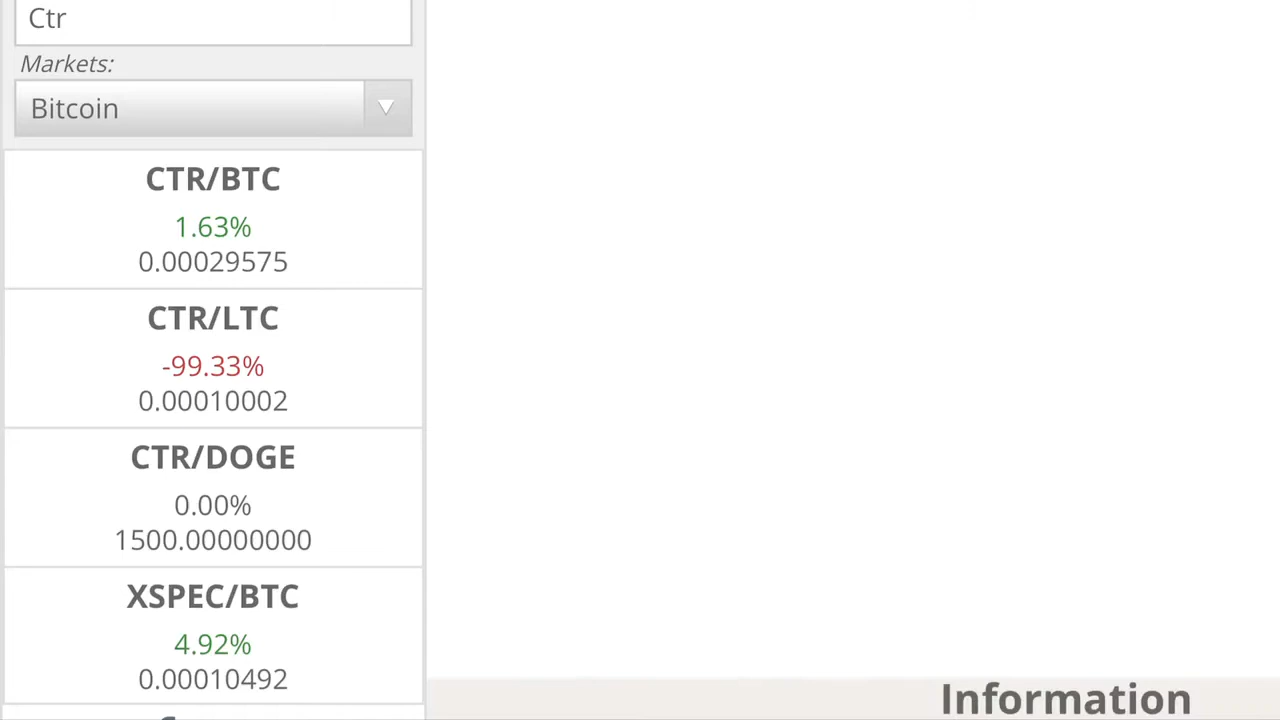 Ctr
Markets:
Bitcoin
CTR/BTC
1.63%
0.00029575
CTR/LTC
-99.33%
0.00010002
CTR/DOGE
0.00%
1500.00000000
XSPEC/BTC
4.92%
0.00010492
Information